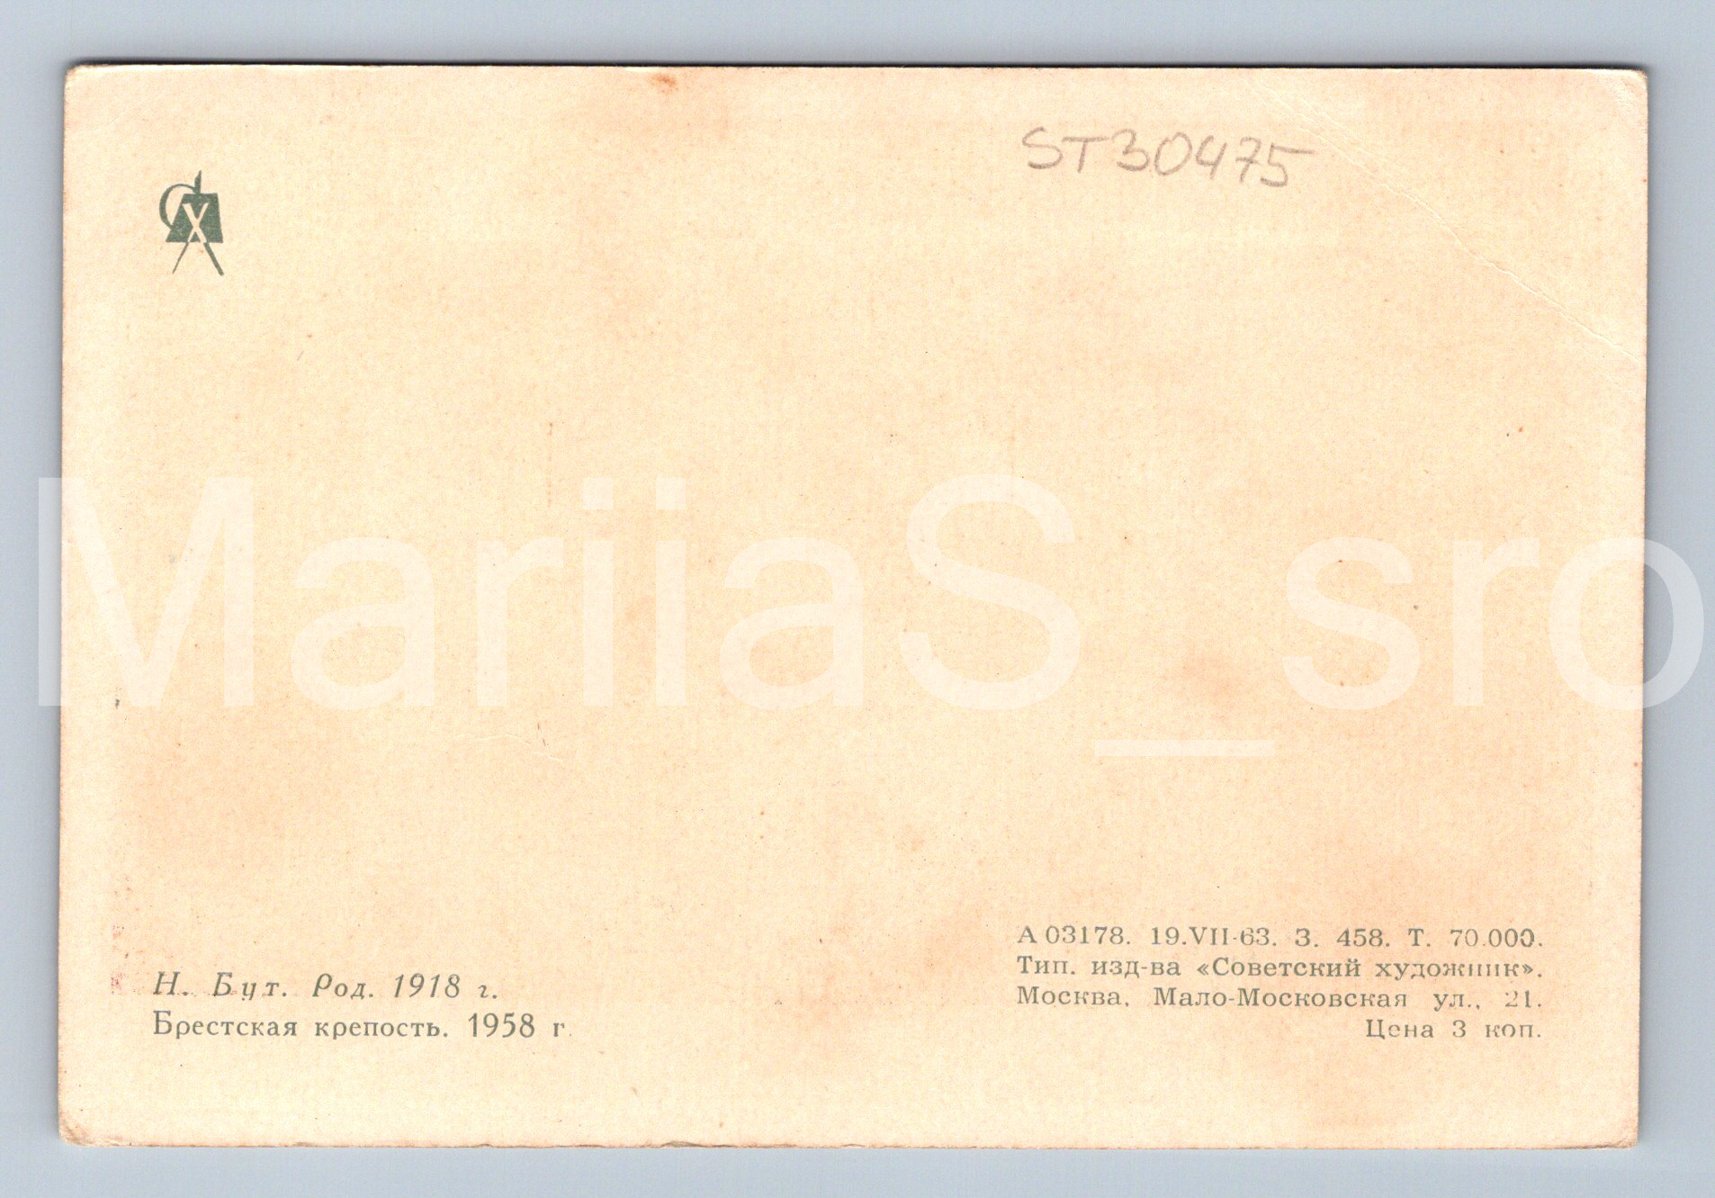 ST30475
MariiaS_sro
Н. Бут. Род. 1918 г.
Брестская крепость. 1958 г.
А 03178. 19.VII-63. З. 458. Т. 70.000.
Тип. изд-ва «Советский художник».
Москва, Мало-Московская ул., 21.
Цена 3 коп.